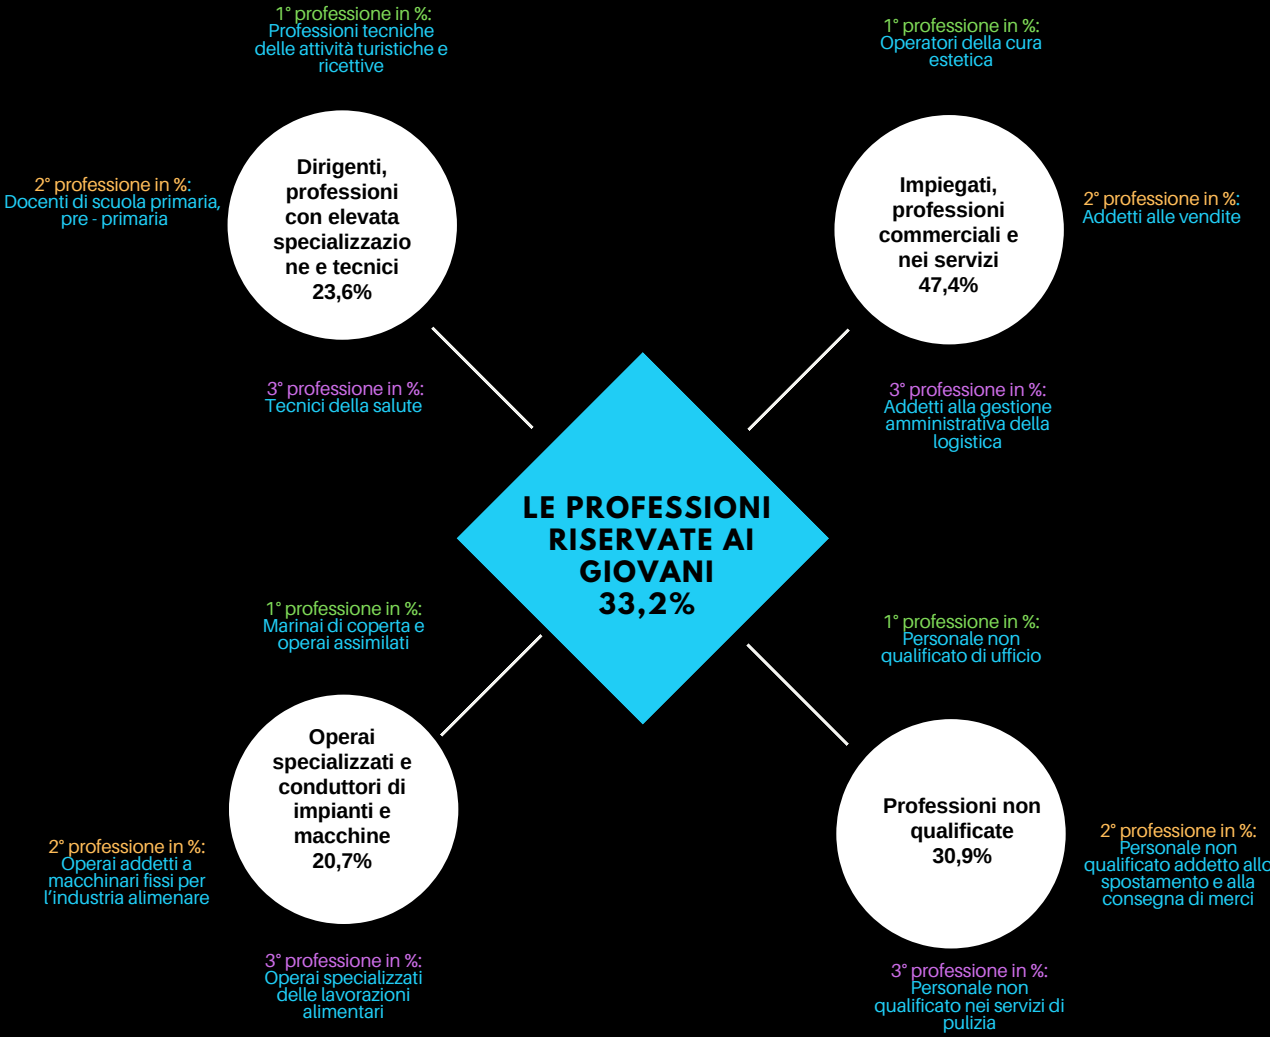 1° professione in %:
Professioni tecniche
delle attività turistiche e
ricettive
2° professione in %:
Docenti di scuola primaria,
pre - primaria
Dirigenti,
professioni
con elevata
specializzazio
ne e tecnici
23,6%
3° professione in %:
Tecnici della salute
1° professione in %:
Operatori della cura
estetica
Impiegati,
professioni
commerciali e
nei servizi
47,4%
2° professione in %:
Addetti alle vendite
3° professione in %:
Addetti alla gestione
amministrativa della
logistica
LE PROFESSIONI
RISERVATE AI
GIOVANI
33,2%
1° professione in %:
Marinai di coperta e
operai assimilati
Operai
specializzati e
conduttori di
impianti e
macchine
20,7%
2° professione in %:
Operai addetti a
macchinari fissi per
l'industria alimenare
3° professione in %:
Operai specializzati
delle lavorazioni
alimentari
1° professione in %:
Personale non
qualificato di ufficio
Professioni non
qualificate
30,9%
2° professione in %:
Personale non
qualificato addetto allo
spostamento e alla
consegna di merci
3° professione in %:
Personale non
qualificato nei servizi di
pulizia